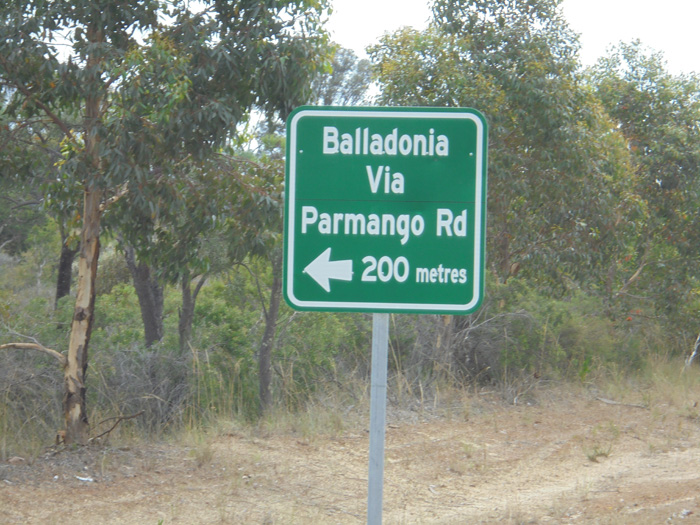 Balladonia
Via
Parmango Rd
200 metres